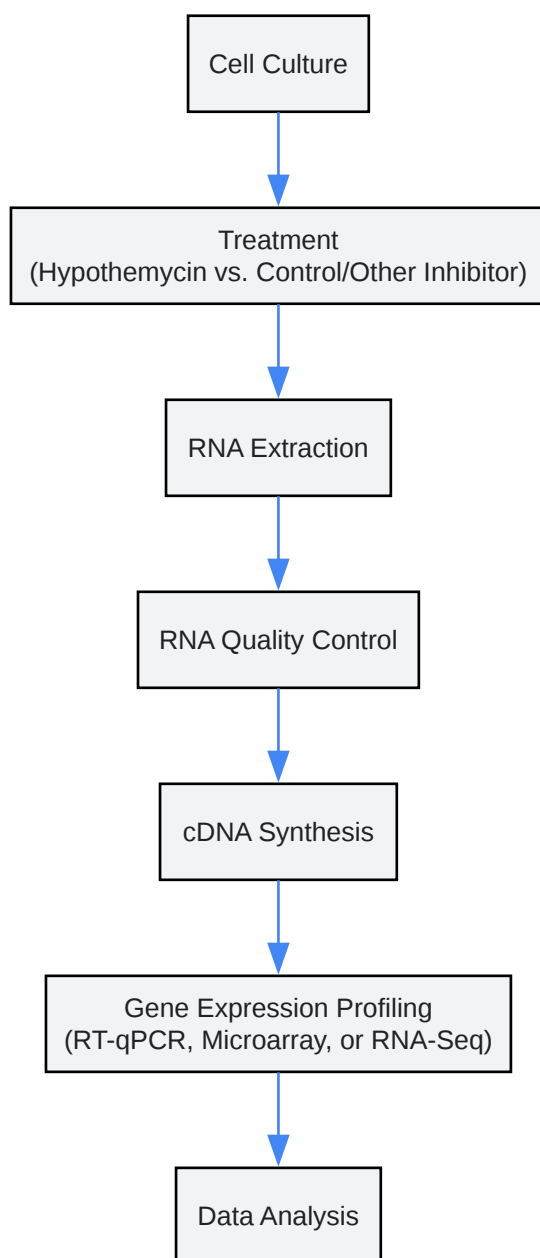 Cell Culture
Treatment
(Hypothemycin vs. Control/Other Inhibitor)
RNA Extraction
RNA Quality Control
cDNA Synthesis
Gene Expression Profiling
(RT-qPCR, Microarray, or RNA-Seq)
Data Analysis